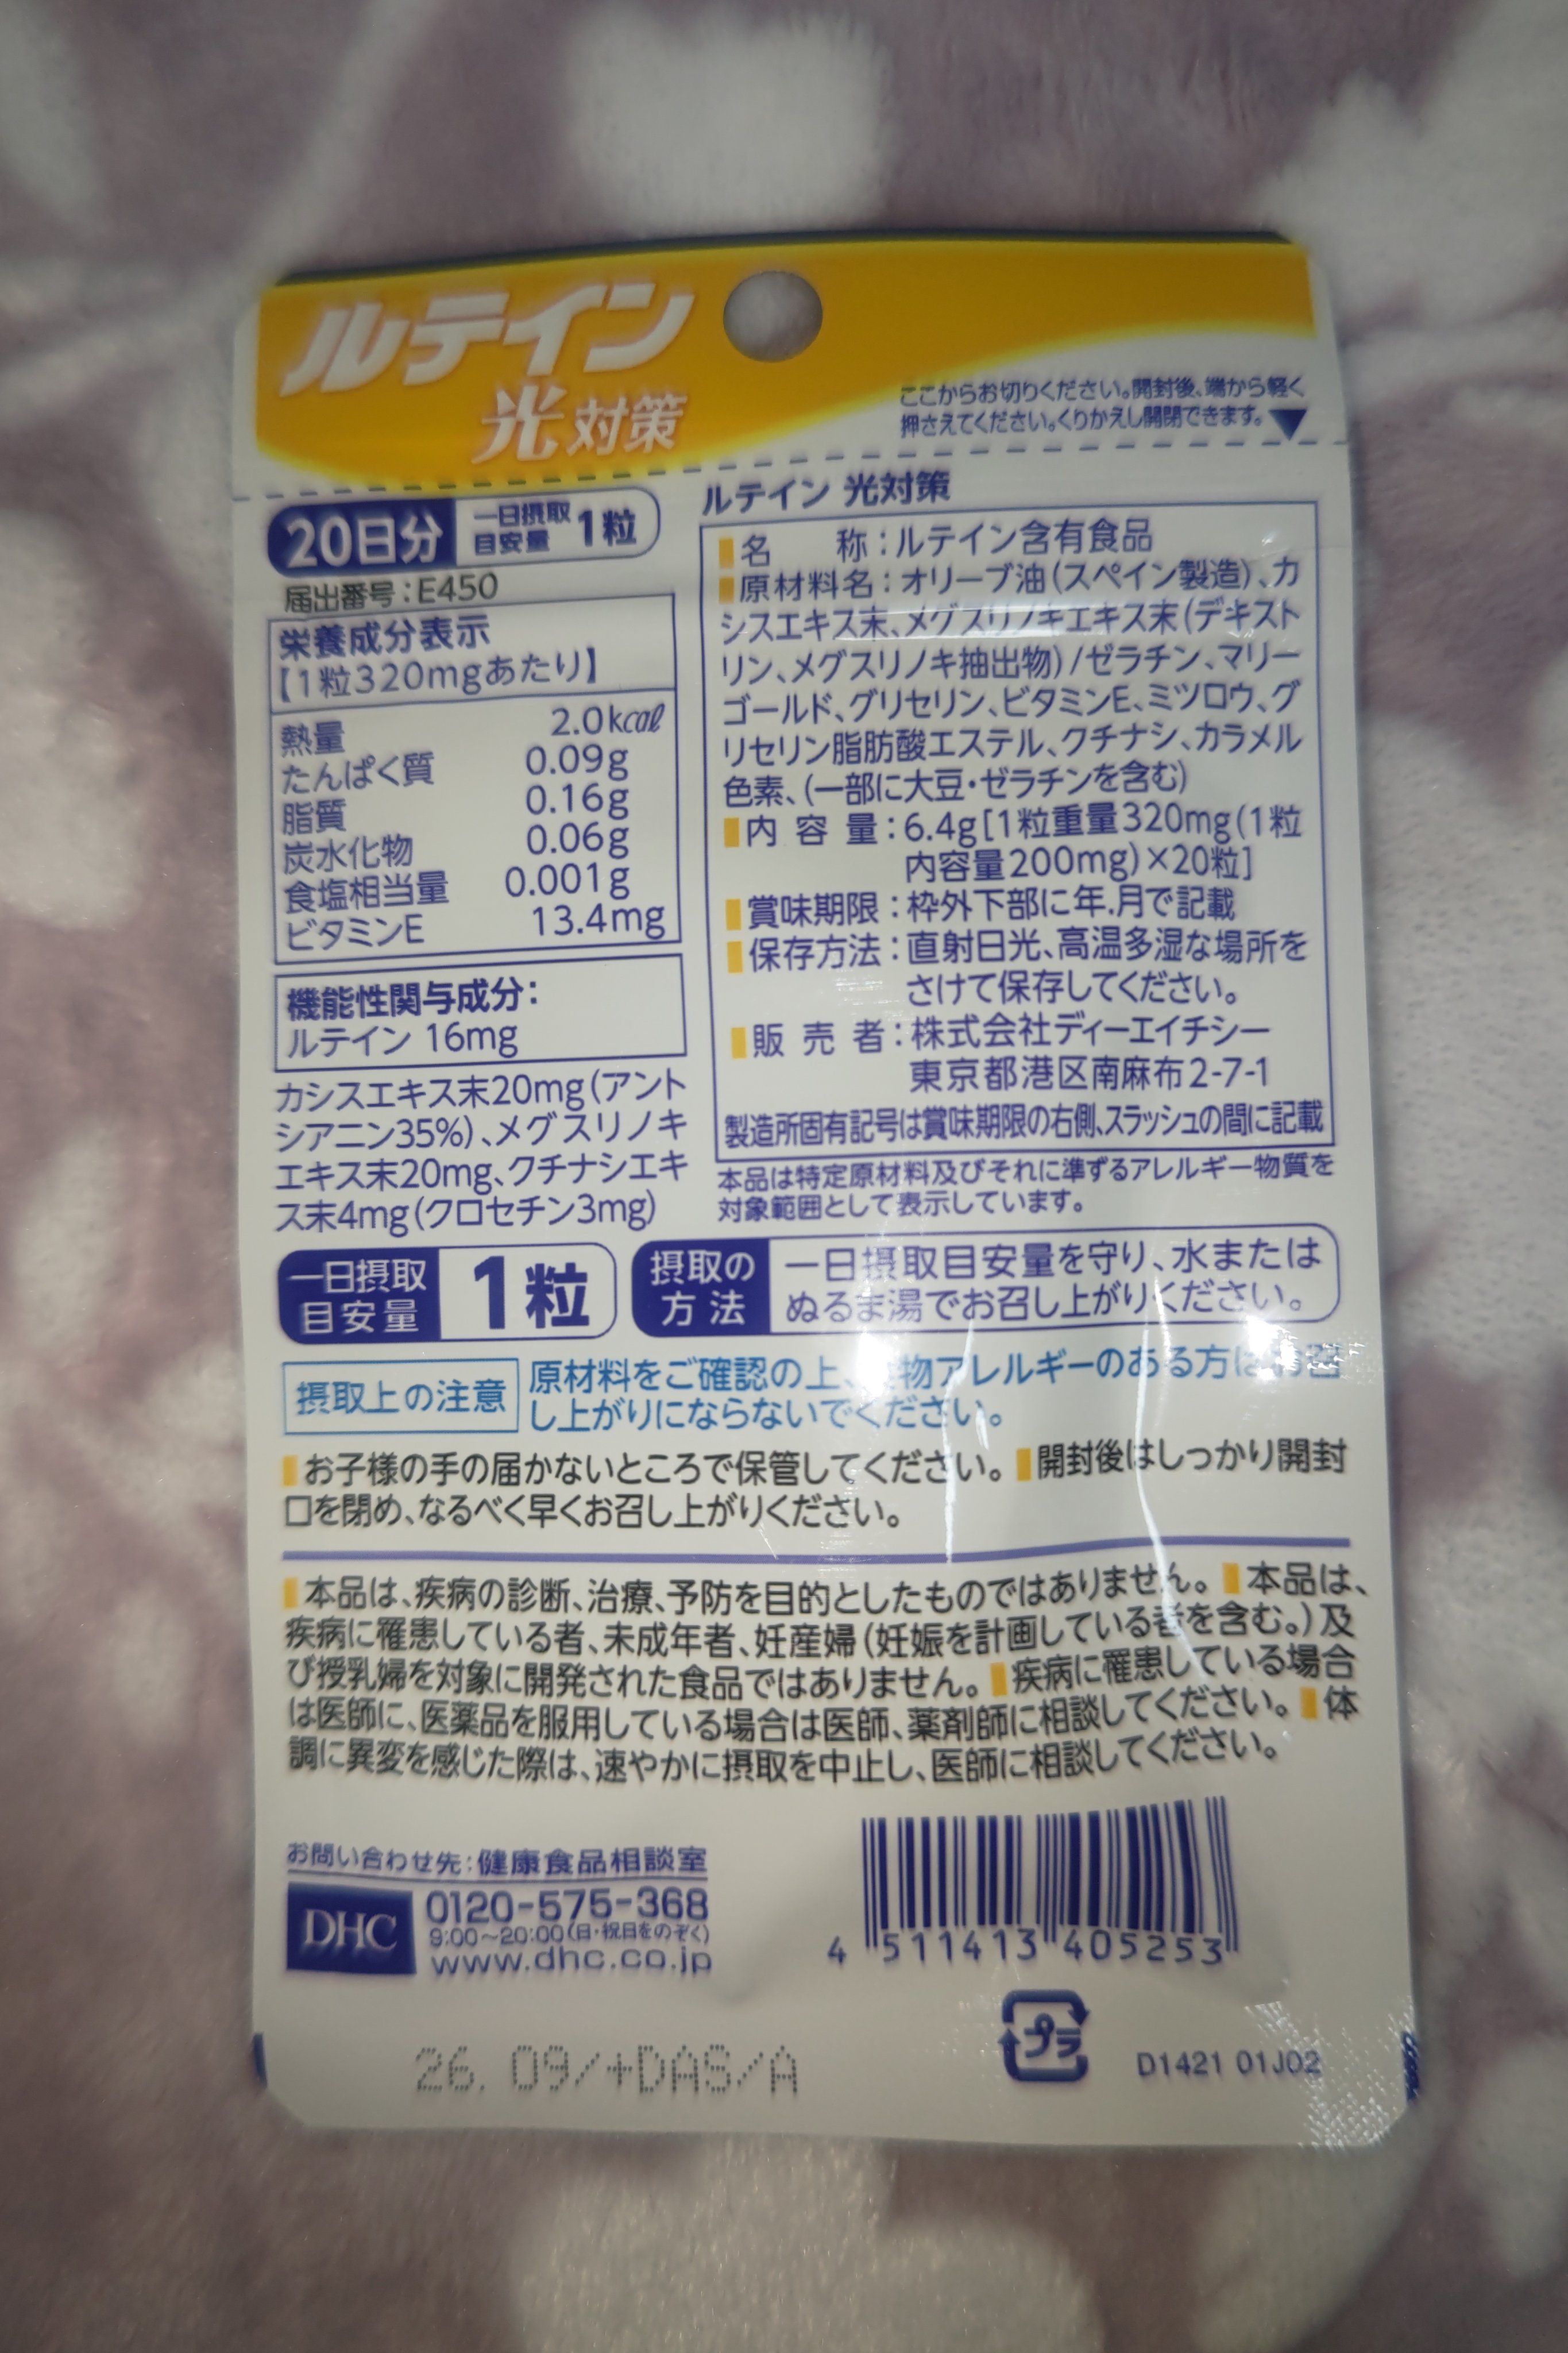 ルテイン
光対策
ここからお切りください。開封後、端から軽く
押さえてください。くりかえし開閉できます。▼
20日分 一日摂取目安量 1粒
届出番号:E450
栄養成分表示
【1粒320mgあたり】
熱量 2.0kcal
たんぱく質 0.09g
脂質 0.16g
炭水化物 0.06g
食塩相当量 0.001g
ビタミンE 13.4mg
機能性関与成分:
ルテイン 16mg
カシスエキス末20mg(アント
シアニン35%)、メグスリノキ
エキス末20mg、クチナシエキ
ス末4mg(クロセチン3mg)
ルテイン 光対策
名称:ルテイン含有食品
原材料名:オリーブ油(スペイン製造)、カ
シスエキス末、メグスリノキエキス末(デキスト
リン、メグスリノキ抽出物)/ゼラチン、マリー
ゴールド、グリセリン、ビタミンE、ミツロウ、グ
リセリン脂肪酸エステル、クチナシ、カラメル
色素、(一部に大豆・ゼラチンを含む)
内容量:6.4g[1粒重量320mg(1粒
内容量200mg)×20粒]
賞味期限:枠外下部に年.月で記載
保存方法:直射日光、高温多湿な場所を
さけて保存してください。
販売者:株式会社ディーエイチシー
東京都港区南麻布2-7-1
製造所固有記号は賞味期限の右側、スラッシュの間に記載
本品は特定原材料及びそれに準ずるアレルギー物質を
対象範囲として表示しています。
一日摂取目安量 1粒
摂取の方法 一日摂取目安量を守り、水または
ぬるま湯でお召し上がりください。
摂取上の注意 原材料をご確認の上、物アレルギーのある方はお召
し上がりにならないでください。
お子様の手の届かないところで保管してください。開封後はしっかり開封
口を閉め、なるべく早くお召し上がりください。
本品は、疾病の診断、治療、予防を目的としたものではありません。本品は、
疾病に罹患している者、未成年者、妊産婦(妊娠を計画している者を含む。)及
び授乳婦を対象に開発された食品ではありません。疾病に罹患している場合
は医師に、医薬品を服用している場合は医師、薬剤師に相談してください。体
調に異変を感じた際は、速やかに摂取を中止し、医師に相談してください。
お問い合わせ先:健康食品相談室
DHC
0120-575-368
9:00~20:00(日・祝日をのぞく)
www.dhc.co.jp
4 511413 405253
プラ
D1421 01J02
26. 09/+DAS/A